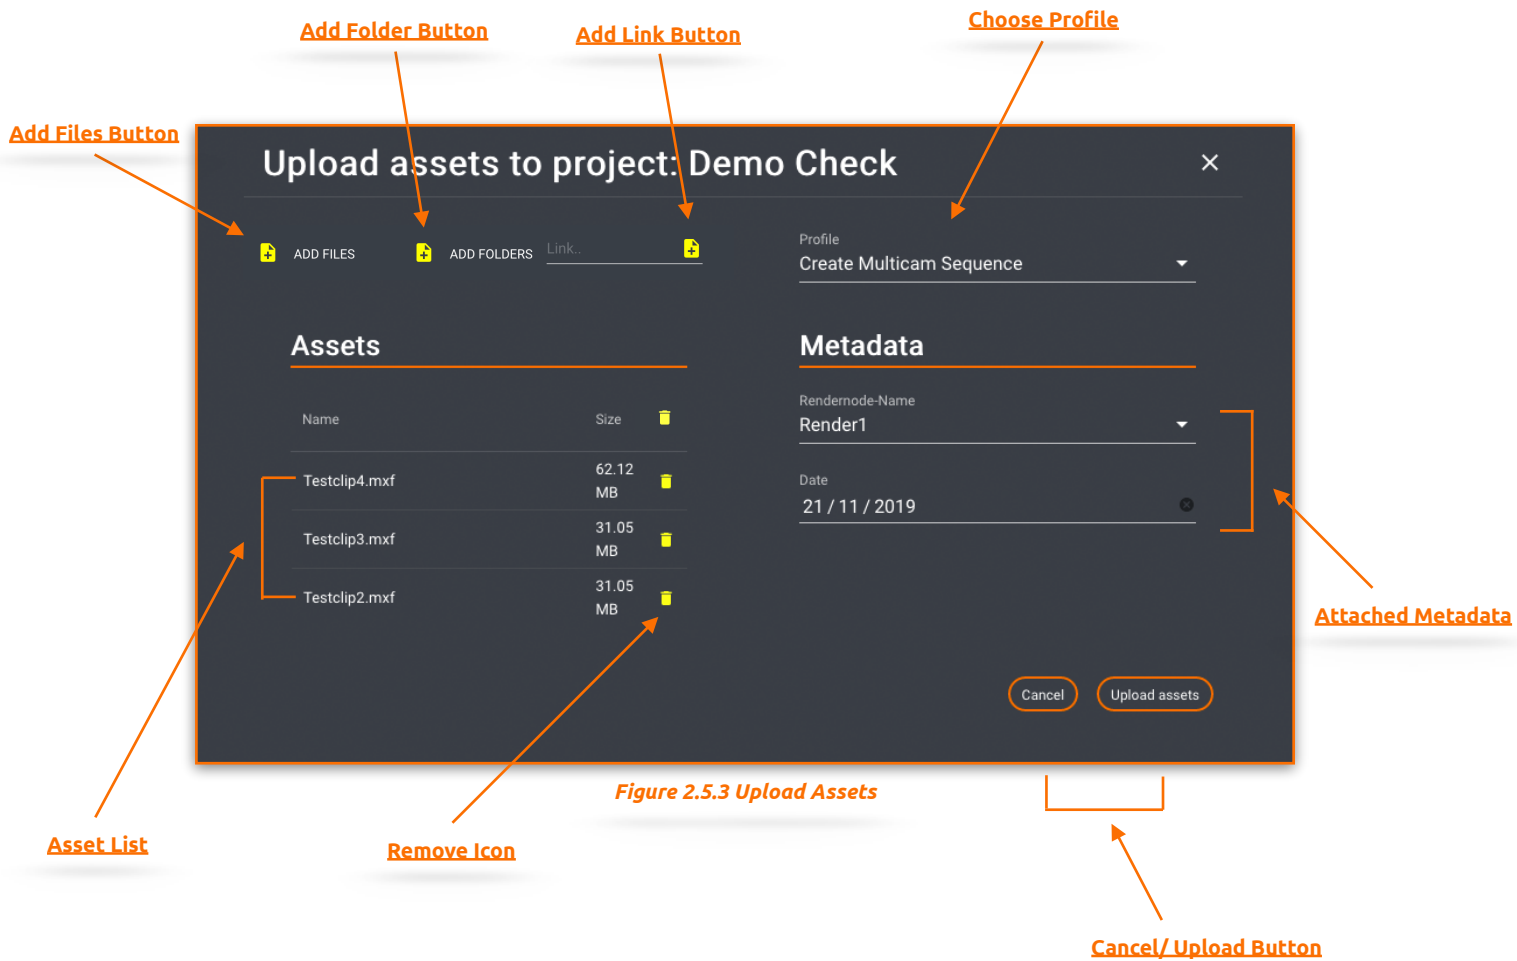 Choose Profile
Add Folder Button
Add Link Button
Add Files Button
Upload assets to project: Demo Check
ADD FILES
ADD FOLDERS
Link..
Profile
Create Multicam Sequence
Assets
Name
Size
Testclip4.mxf
62.12
MB
Testclip3.mxf
31.05
MB
Testclip2.mxf
31.05
MB
Metadata
Rendernode-Name
Render1
Date
21 / 11 / 2019
Attached Metadata
Cancel
Upload assets
Figure 2.5.3 Upload Assets
Asset List
Remove Icon
Cancel/ Upload Button